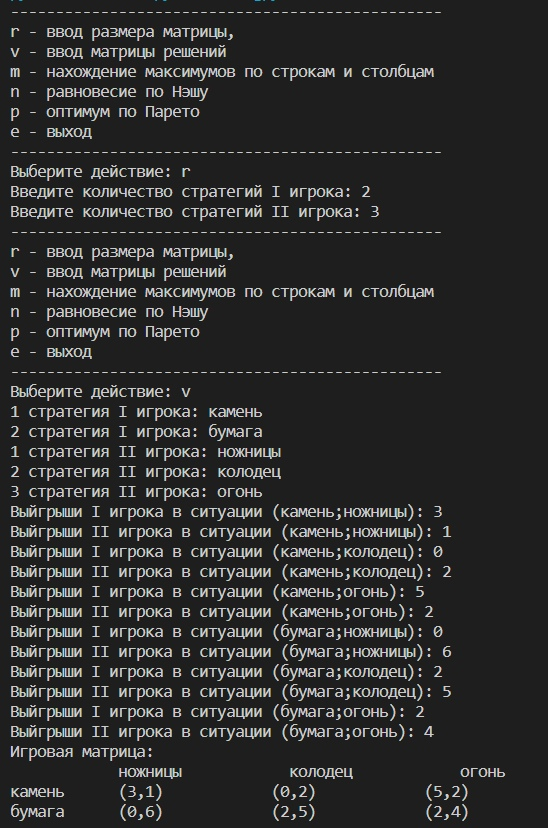 ------------------------------------------------
r - ввод размера матрицы,
v - ввод матрицы решений
m - нахождение максимумов по строкам и столбцам
n - равновесие по Нэшу
p - оптимум по Парето
e - выход
------------------------------------------------
Выберите действие: r
Введите количество стратегий I игрока: 2
Введите количество стратегий II игрока: 3
------------------------------------------------
r - ввод размера матрицы,
v - ввод матрицы решений
m - нахождение максимумов по строкам и столбцам
n - равновесие по Нэшу
p - оптимум по Парето
e - выход
------------------------------------------------
Выберите действие: v
1 стратегия I игрока: камень
2 стратегия I игрока: бумага
1 стратегия II игрока: ножницы
2 стратегия II игрока: колодец
3 стратегия II игрока: огонь
Выйгрыши I игрока в ситуации (камень;ножницы): 3
Выйгрыши II игрока в ситуации (камень;ножницы): 1
Выйгрыши I игрока в ситуации (камень;колодец): 0
Выйгрыши II игрока в ситуации (камень;колодец): 2
Выйгрыши I игрока в ситуации (камень;огонь): 5
Выйгрыши II игрока в ситуации (камень;огонь): 2
Выйгрыши I игрока в ситуации (бумага;ножницы): 0
Выйгрыши II игрока в ситуации (бумага;ножницы): 6
Выйгрыши I игрока в ситуации (бумага;колодец): 2
Выйгрыши II игрока в ситуации (бумага;колодец): 5
Выйгрыши I игрока в ситуации (бумага;огонь): 2
Выйгрыши II игрока в ситуации (бумага;огонь): 4
Игровая матрица:
ножницы колодец огонь
камень (3,1) (0,2) (5,2)
бумага (0,6) (2,5) (2,4)